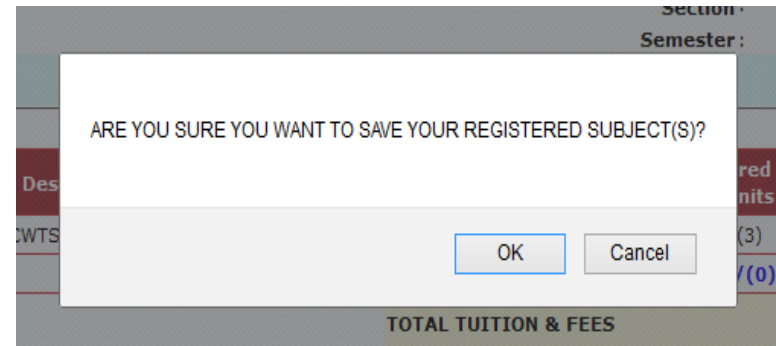 Section :
Semester :
ARE YOU SURE YOU WANT TO SAVE YOUR REGISTERED SUBJECT(S)?
Des
red
nits
CWTS
(3)
OK Cancel
/(0)
TOTAL TUITION & FEES